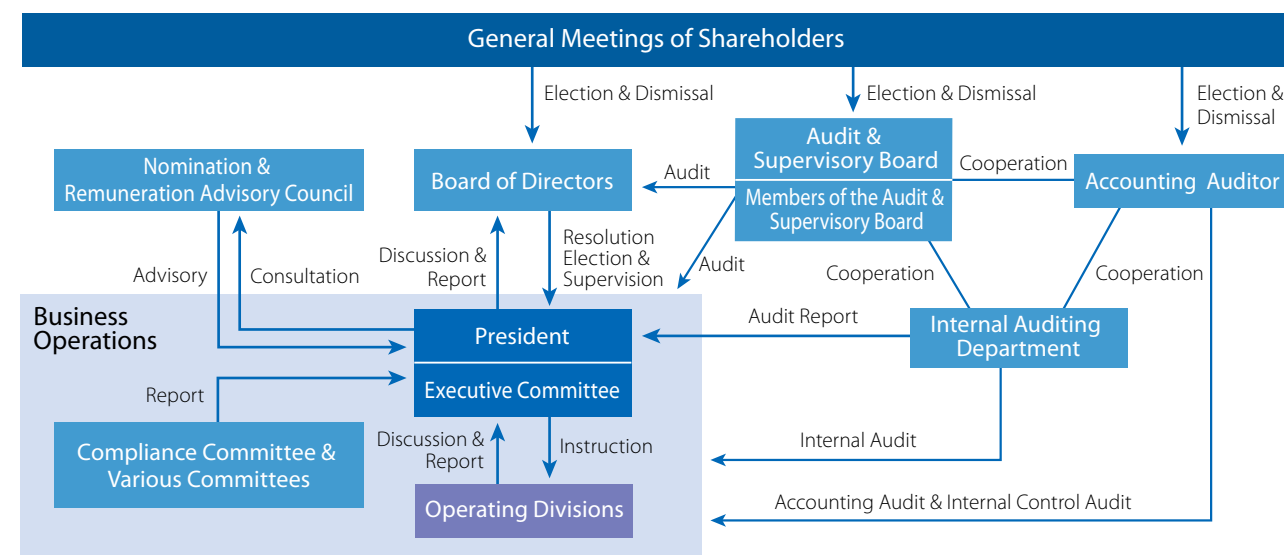 General Meetings of Shareholders
Election & Dismissal
Election & Dismissal
Election &
Dismissal
Nomination &
Remuneration Advisory Council
Board of Directors
Audit
Audit &
Supervisory Board
Members of the Audit &
Supervisory Board
Cooperation
Accounting Auditor
Advisory
Consultation
Discussion &
Report
Resolution
Election &
Supervision
Audit
Cooperation
Cooperation
Business
Operations
President
Executive Committee
Audit Report
Internal Auditing
Department
Report
Compliance Committee &
Various Committees
Discussion &
Report
Instruction
Internal Audit
Operating Divisions
Accounting Audit & Internal Control Audit